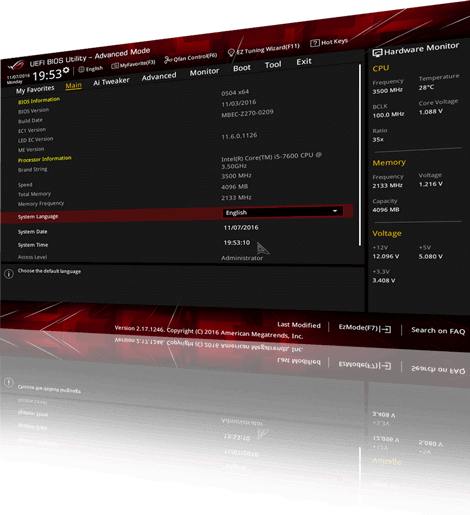 UEFI BIOS Utility – Advanced Mode
11/07/2016
Monday
19:53
English
MyFavorite(F3)
Qfan Control(F6)
EZ Tuning Wizard(F11)
Hot Keys
My Favorites Main Ai Tweaker Advanced Monitor Boot Tool Exit
BIOS Information
BIOS Version 0504 x64
Build Date 11/03/2016
EC1 Version MBEC-Z270-0209
LED EC Version
ME Version 11.6.0.1126
Processor Information
Brand String Intel(R) Core(TM) i5-7600 CPU @
3.50GHz
Speed 3500 MHz
Total Memory 4096 MB
Memory Frequency 2133 MHz
System Language English
System Date 11/07/2016
System Time 19:53:10
Access Level Administrator
Choose the default language
Hardware Monitor
CPU
Frequency Temperature
3500 MHz 28°C
BCLK Core Voltage
100.0 MHz 1.088 V
Ratio
35x
Memory
Frequency Voltage
2133 MHz 1.216 V
Capacity
4096 MB
Voltage
+12V +5V
12.096 V 5.080 V
+3.3V
3.408 V
Last Modified EzMode(F7) Search on FAQ
Version 2.17.1246. Copyright (C) 2016 American Megatrends, Inc.